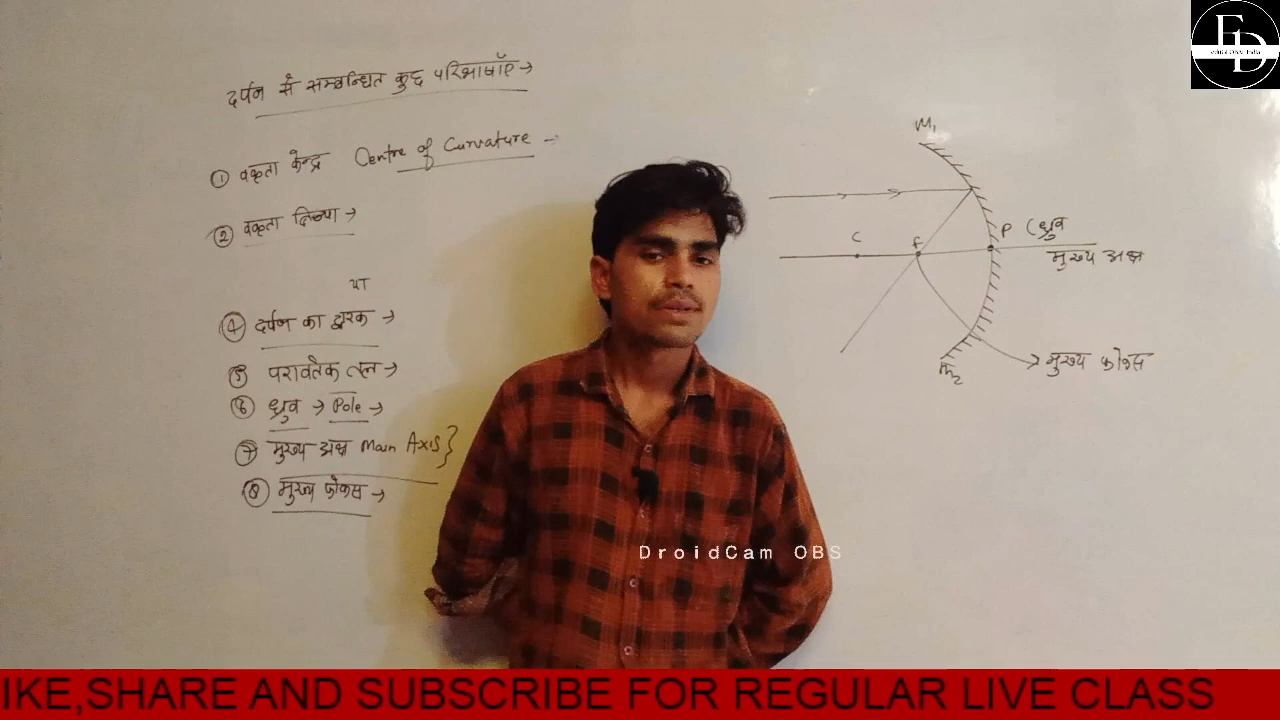 दर्पण से सम्बन्धित कुछ परिभाषाएँ →
① वक्रता केन्द्र Centre of Curvature →
② वक्रता त्रिज्या →
या
④ दर्पण का द्वारक →
⑤ परावर्तक तल →
⑥ ध्रुव → Pole →
⑦ मुख्य अक्ष Main Axis }
⑧ मुख्य फोकस →
M₁
C
F
P (ध्रुव
मुख्य अक्ष
→ मुख्य फोकस
M₂
ED
DroidCam OBS
IKE,SHARE AND SUBSCRIBE FOR REGULAR LIVE CLASS